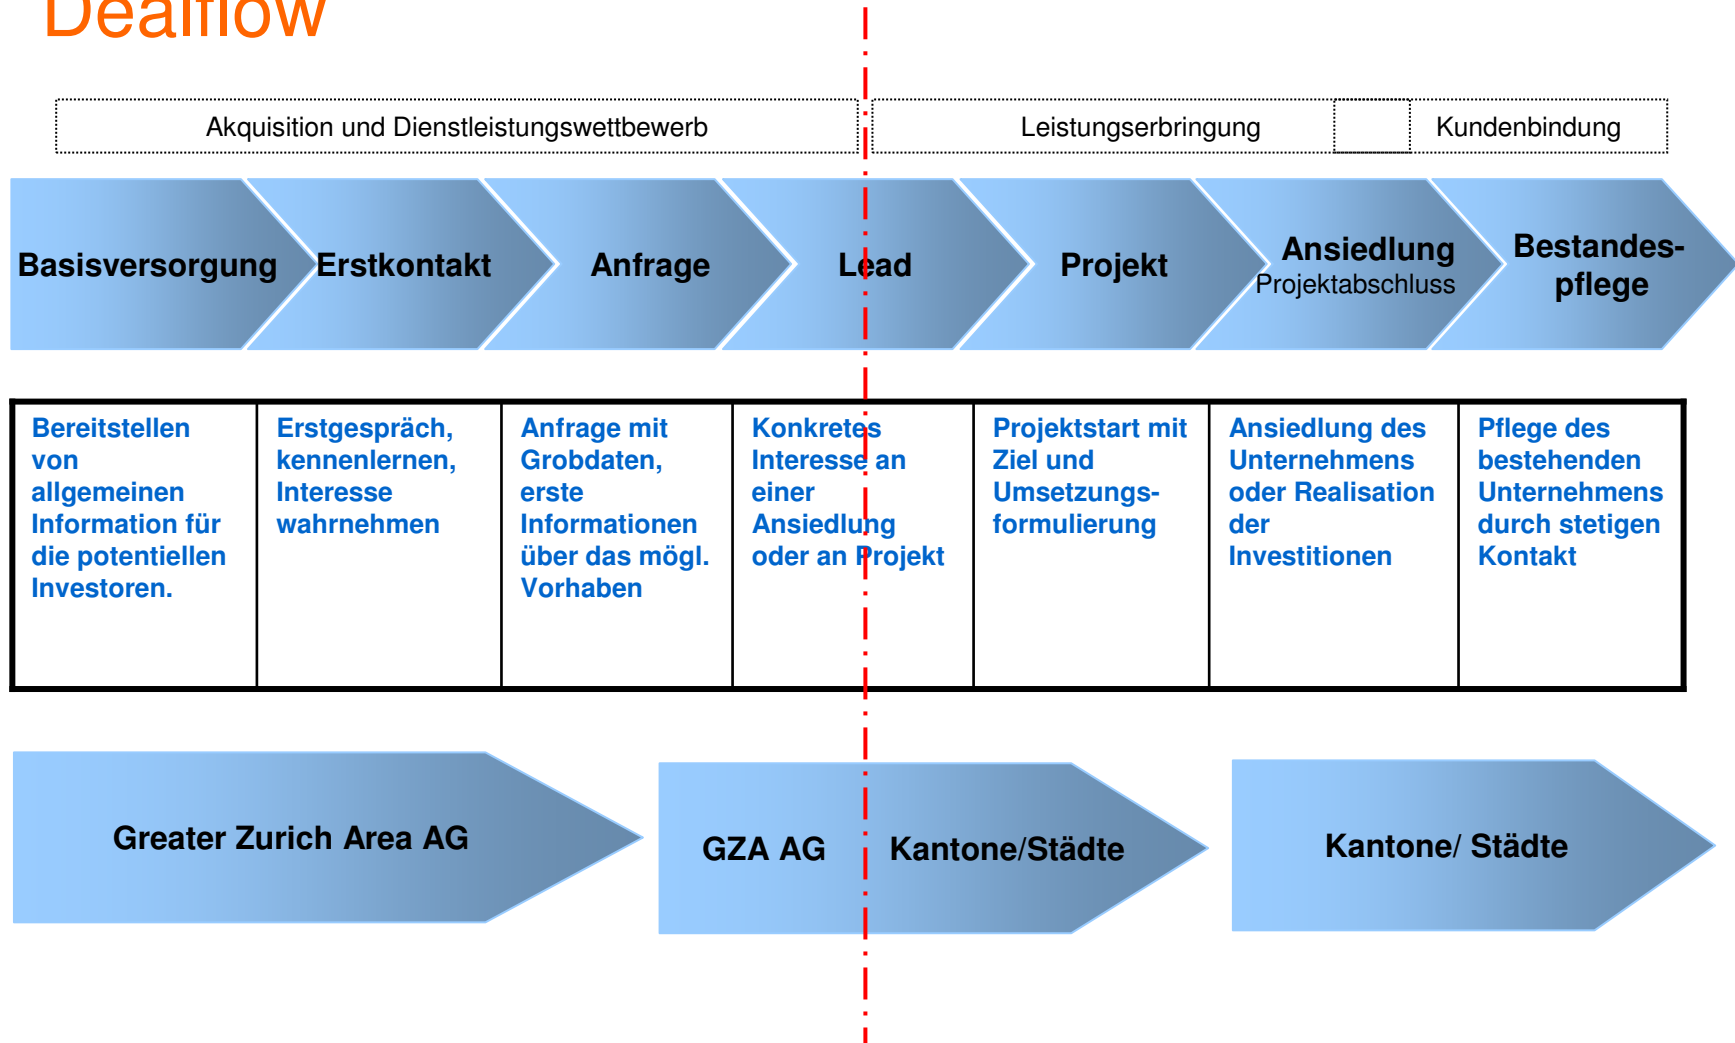 Dealflow
Akquisition und Dienstleistungswettbewerb
Leistungserbringung
Kundenbindung
Basisversorgung
Erstkontakt
Anfrage
Lead
Projekt
Ansiedlung
Projektabschluss
Bestandes-
pflege
Bereitstellen
von
allgemeinen
Information für
die potentiellen
Investoren.
Erstgespräch,
kennenlernen,
Interesse
wahrnehmen
Anfrage mit
Grobdaten,
erste
Informationen
über das mögl.
Vorhaben
Konkretes
Interesse an
einer
Ansiedlung
oder an Projekt
Projektstart mit
Ziel und
Umsetzungs-
formulierung
Ansiedlung des
Unternehmens
oder Realisation
der
Investitionen
Pflege des
bestehenden
Unternehmens
durch stetigen
Kontakt
Greater Zurich Area AG
GZA AG
Kantone/Städte
Kantone/ Städte